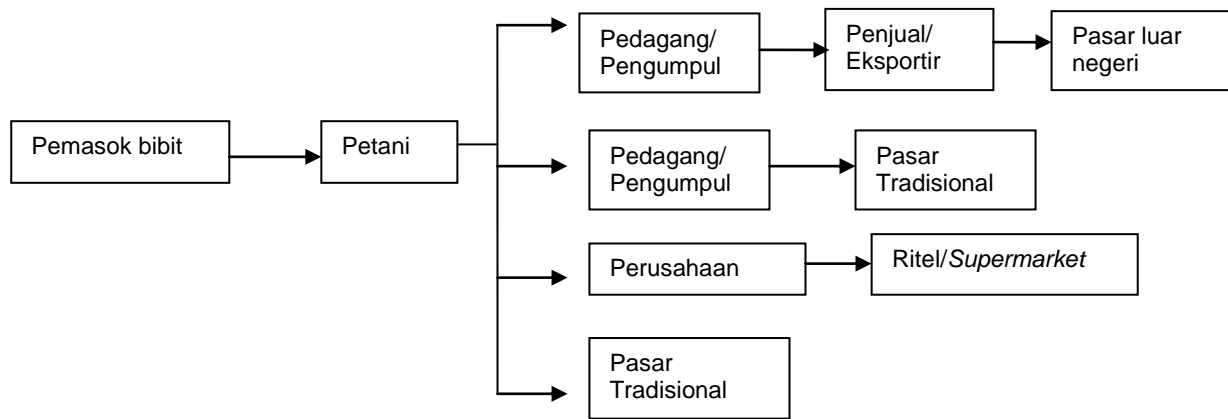 Pemasok bibit
Petani
Pedagang/
Pengumpul
Penjual/
Eksportir
Pasar luar
negeri
Pedagang/
Pengumpul
Pasar
Tradisional
Perusahaan
Ritel/Supermarket
Pasar
Tradisional